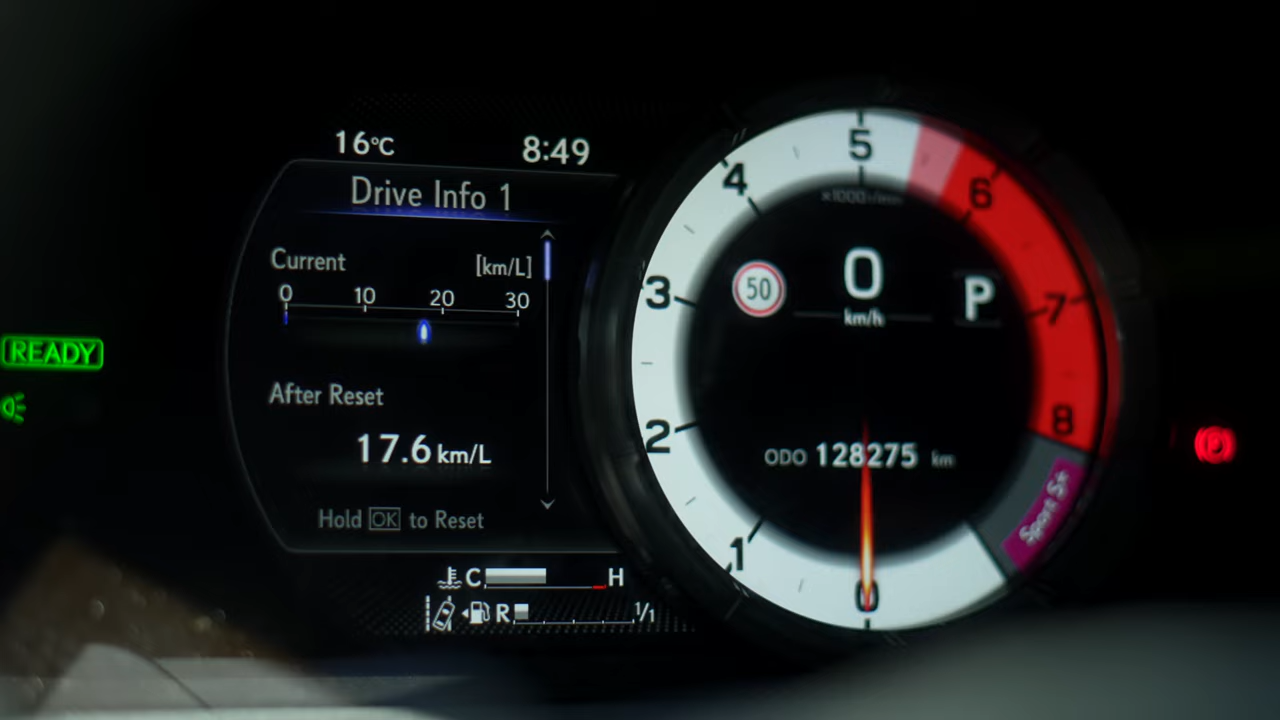 16°C
8:49
Drive Info 1
Current
[km/L]
0 10 20 30
READY
After Reset
17.6 km/L
Hold OK to Reset
C H
R 1/1
0
1
2
3
4
5
6
7
8
×1000r/min
50
0
km/h
P
ODO 128275 km
Sport S+
P